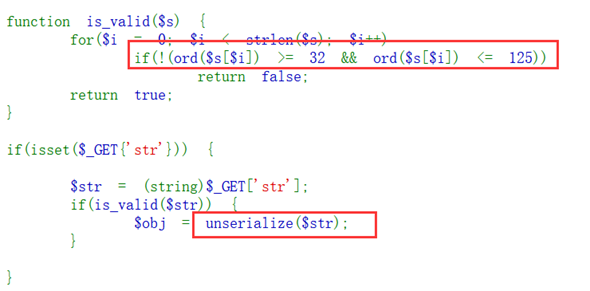 function is_valid($s) {
for($i = 0; $i < strlen($s); $i++)
if(!(ord($s[$i]) >= 32 && ord($s[$i]) <= 125))
return false;
return true;
}
if(isset($_GET{'str'})) {
$str = (string)$_GET['str'];
if(is_valid($str)) {
$obj = unserialize($str);
}
}